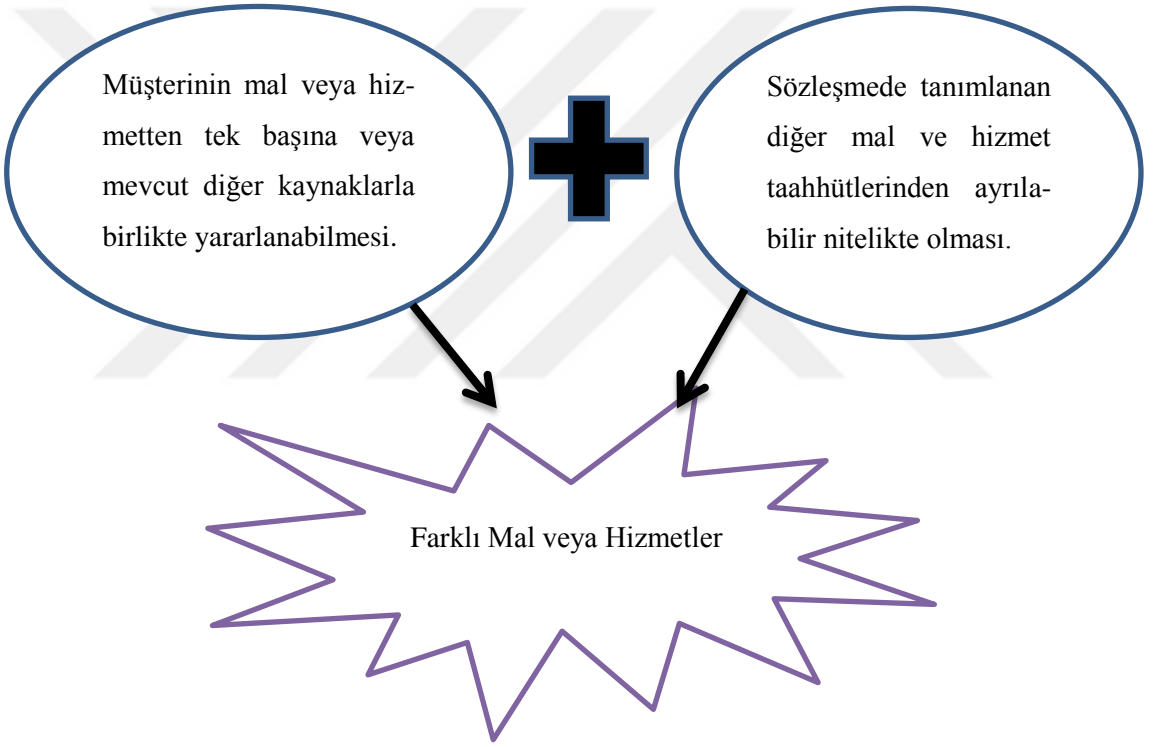 Müşterinin mal veya hiz-
metten tek başına veya
mevcut diğer kaynaklarla
birlikte yararlanabilmesi.
Sözleşmede tanımlanan
diğer mal ve hizmet
taahhütlerinden ayrıla-
bilir nitelikte olması.
Farklı Mal veya Hizmetler